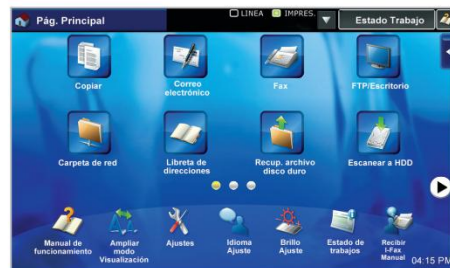 Pág. Principal
LINEA
IMPRES.
Estado Trabajo
Copiar
Correo
electrónico
Fax
FTP/Escritorio
Carpeta de red
Libreta de
direcciones
Recup. archivo
disco duro
Escanear a HDD
Manual de
funcionamiento
Ampliar
modo
Visualización
Ajustes
Idioma
Ajuste
Brillo
Ajuste
Estado de
trabajos
Recibir
I-Fax
Manual
04:15 PM